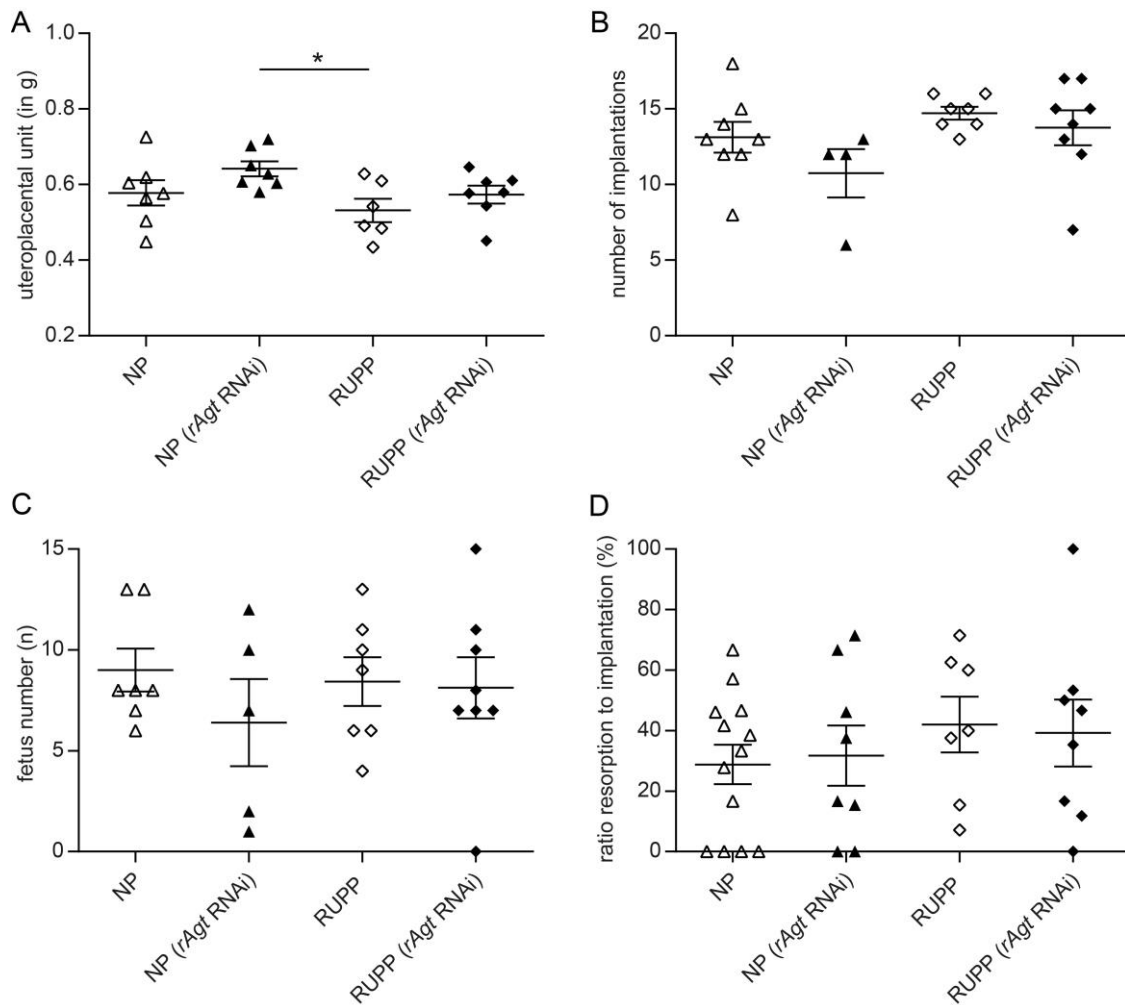 A
uteroplacental unit (in g)
1.0
0.8
0.6
0.4
0.2
*
NP
NP (rAgt RNAi)
RUPP
RUPP (rAgt RNAi)
B
number of implantations
20
15
10
5
0
NP
NP (rAgt RNAi)
RUPP
RUPP (rAgt RNAi)
C
fetus number (n)
15
10
5
0
NP
NP (rAgt RNAi)
RUPP
RUPP (rAgt RNAi)
D
ratio resorption to implantation (%)
100
80
60
40
20
0
NP
NP (rAgt RNAi)
RUPP
RUPP (rAgt RNAi)